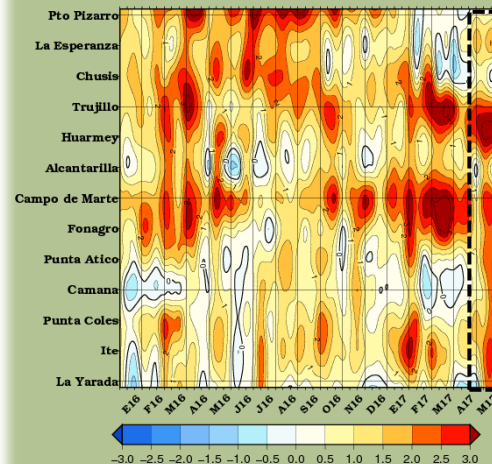 Pto Pizarro
La Esperanza
Chusis
Trujillo
Huarmey
Alcantarilla
Campo de Marte
Fonagro
Punta Atico
Camana
Punta Coles
Ite
La Yarada
E16 F16 M16 A16 M16 J16 J16 A16 S16 O16 N16 D16 E17 F17 M17 A17 M17
−3.0 −2.5 −2.0 −1.5 −1.0 −0.5 0.0 0.5 1.0 1.5 2.0 2.5 3.0